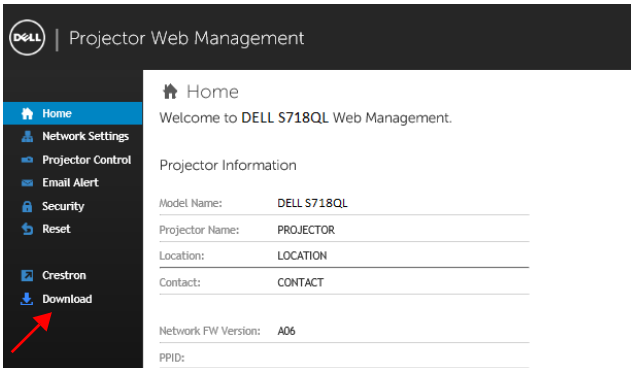 DELL | Projector Web Management
Home
Network Settings
Projector Control
Email Alert
Security
Reset
Crestron
Download
Home
Welcome to DELL S718QL Web Management.
Projector Information
Model Name: DELL S718QL
Projector Name: PROJECTOR
Location: LOCATION
Contact: CONTACT
Network FW Version: A06
PPID: